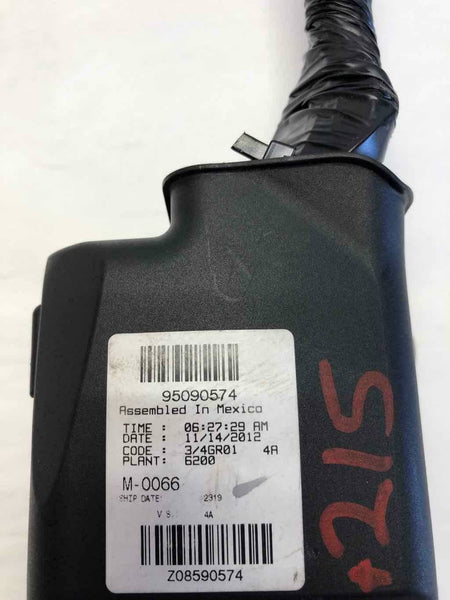 95090574
Assembled In Mexico
TIME : 06:27:29 AM
DATE : 11/14/2012
CODE : 3/4GR01 4A
PLANT: 6200
M-0066
SHIP DATE: 2319
4A
Z08590574
+215